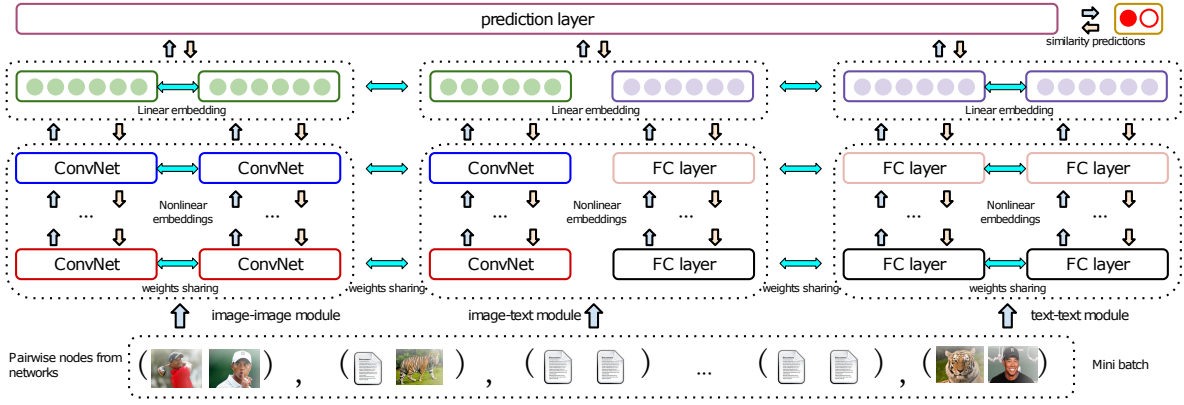 prediction layer
similarity predictions
Linear embedding
Linear embedding
Linear embedding
ConvNet
ConvNet
ConvNet
FC layer
FC layer
FC layer
...
Nonlinear
embeddings
...
...
Nonlinear
embeddings
...
...
Nonlinear
embeddings
...
ConvNet
ConvNet
ConvNet
FC layer
FC layer
FC layer
weights sharing
weights sharing
weights sharing
weights sharing
image-image module
image-text module
text-text module
Pairwise nodes from
networks
( ) , ( ) , ( ) ... ( ) , ( )
Mini batch